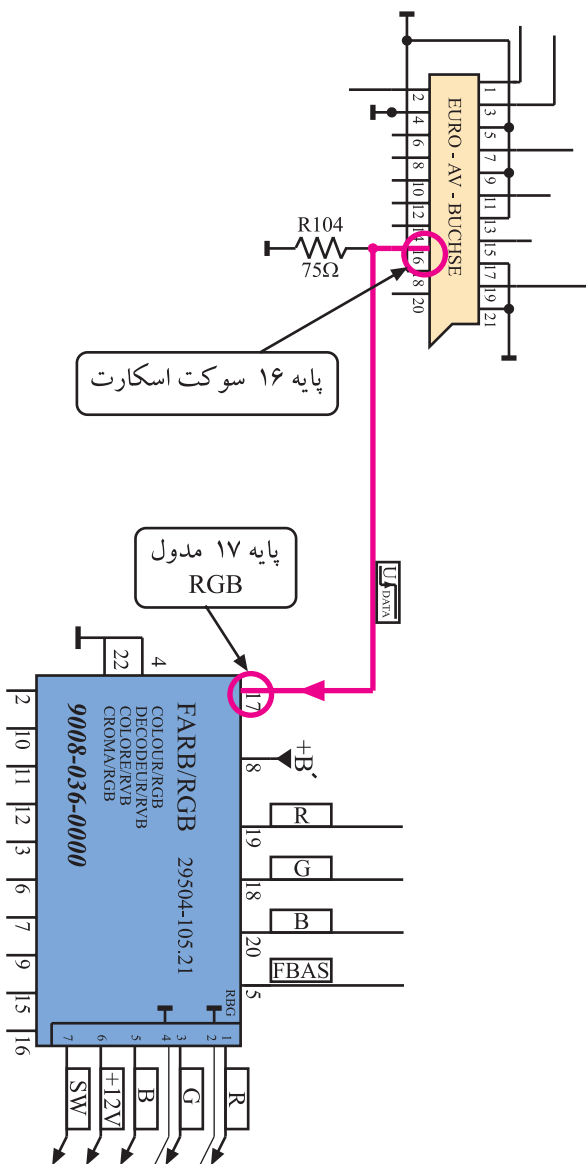 1
3
5
7
9
11
13
15
17
19
21
EURO - AV - BUCHSE
2
4
6
8
10
12
14
16
18
20
R104
75Ω
پایه ۱۶ سوکت اسکارت
پایه ۱۷ مدول
RGB
U DATA
4
22
17
8
+B`
19
R
18
G
20
B
5
FBAS
FARB/RGB
29504-105.21
COLOUR/RGB
DECODEUR/RVB
COLORE/RVB
CROMA/RGB
9008-036-0000
2
10
11
12
3
6
7
9
15
16
RBG
1
2
3
4
5
6
7
R
G
B
+12V
SW